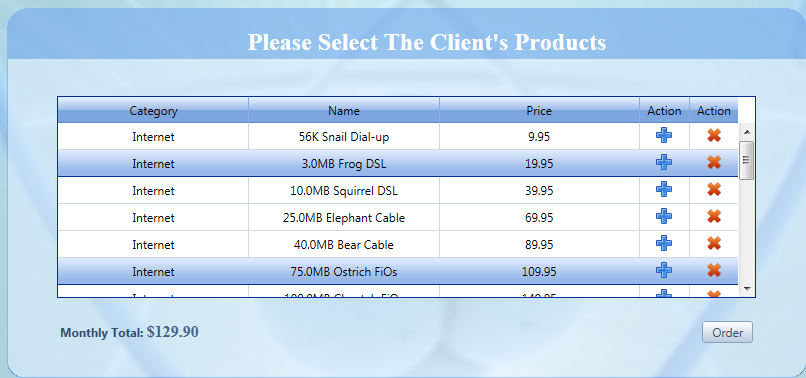 Please Select The Client's Products
Category Name Price Action Action
Internet 56K Snail Dial-up 9.95
Internet 3.0MB Frog DSL 19.95
Internet 10.0MB Squirrel DSL 39.95
Internet 25.0MB Elephant Cable 69.95
Internet 40.0MB Bear Cable 89.95
Internet 75.0MB Ostrich FiOs 109.95
Monthly Total: $129.90 Order